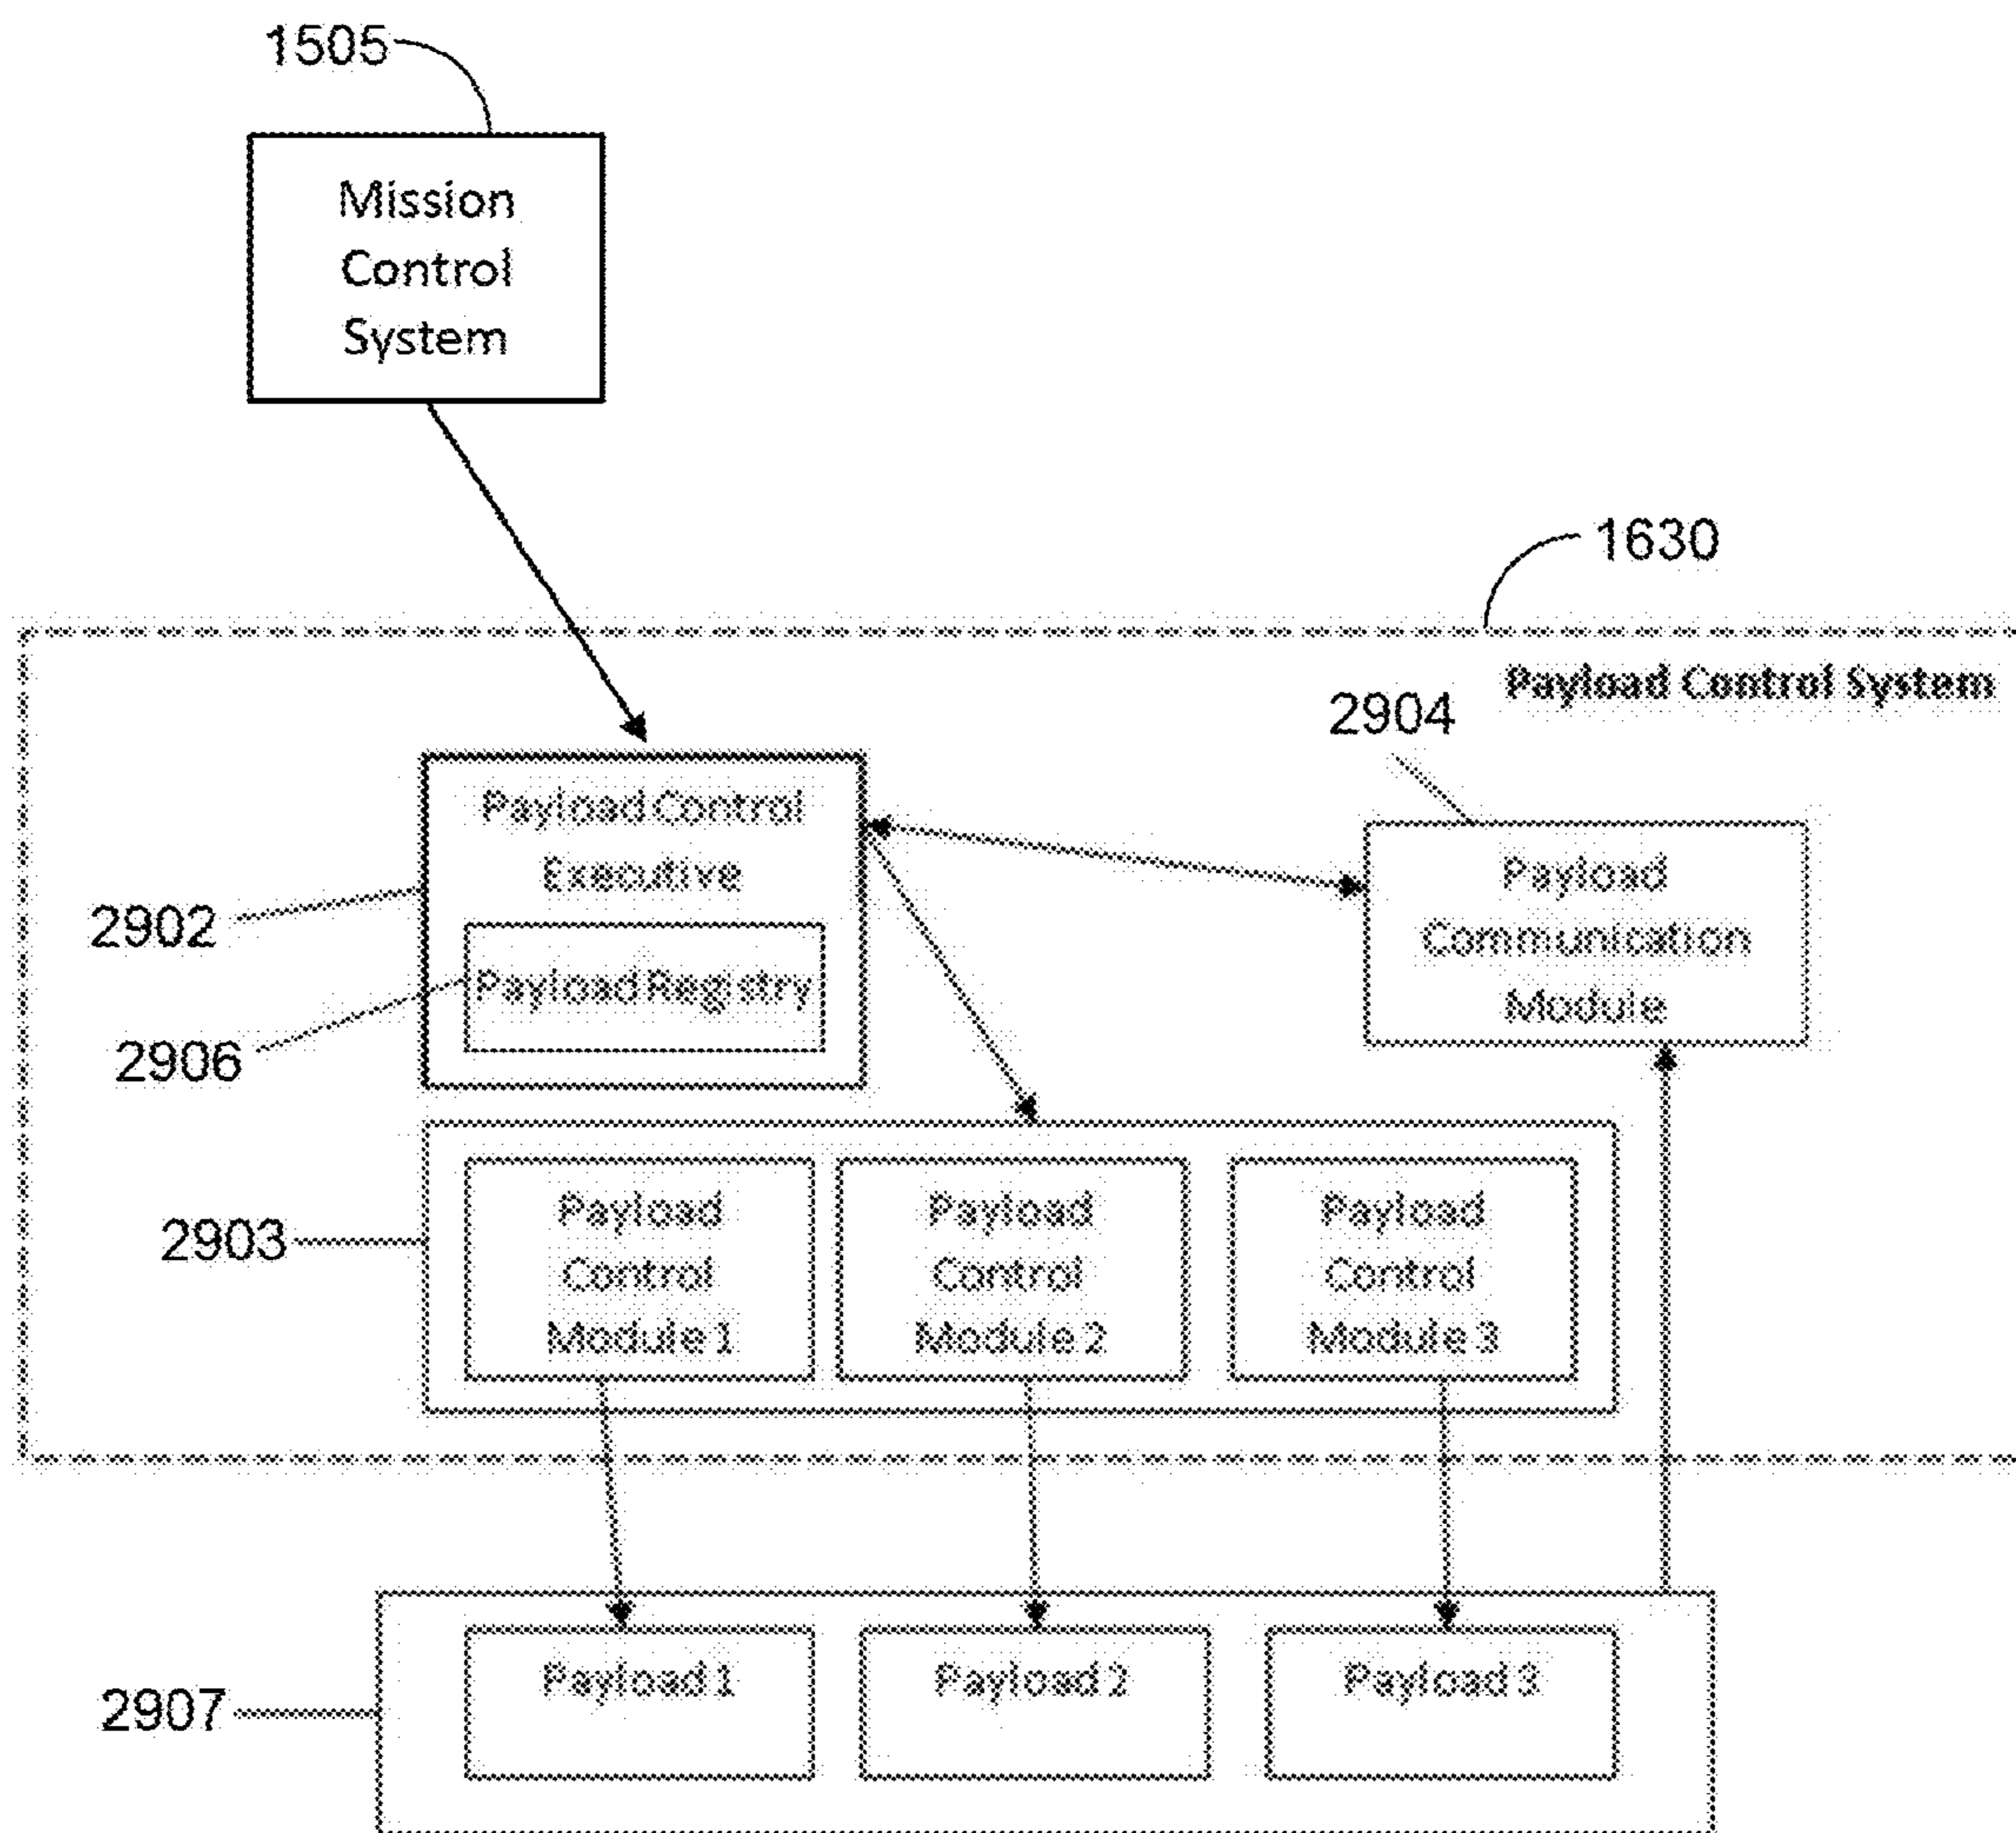 1505
Mission
Control
System
1630
Payload Control System
2904
Payload Control
Executive
Payload
Communication
Module
2902
Payload Registry
2906
2903
Payload
Control
Module 1
Payload
Control
Module 2
Payload
Control
Module 3
2907
Payload 1
Payload 2
Payload 3